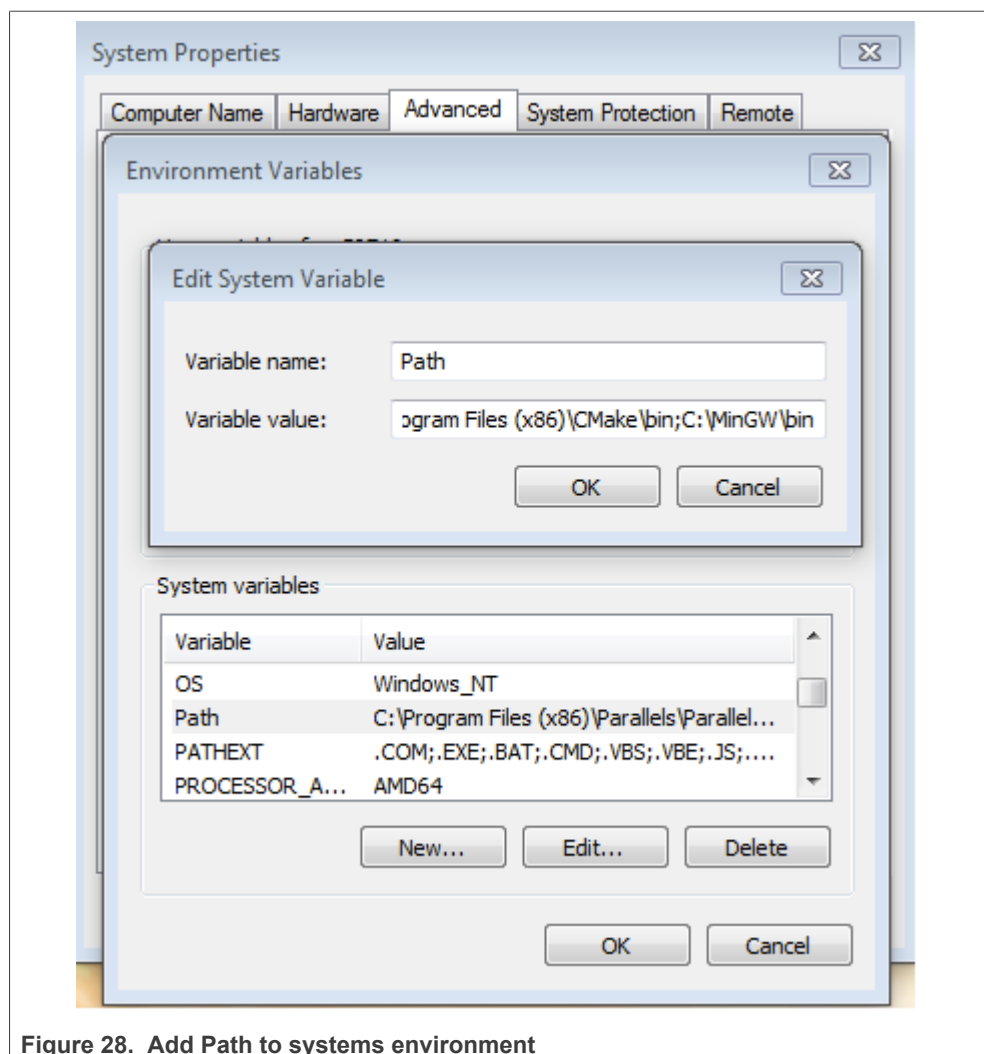 System Properties
Computer Name Hardware Advanced System Protection Remote
Environment Variables
Edit System Variable
Variable name: Path
Variable value: ogram Files (x86)\CMake\bin;C:\MinGW\bin
OK Cancel
System variables
Variable Value
OS Windows_NT
Path C:\Program Files (x86)\Parallels\Parallel...
PATHEXT .COM;.EXE;.BAT;.CMD;.VBS;.VBE;.JS;....
PROCESSOR_A... AMD64
New... Edit... Delete
OK Cancel
Figure 28. Add Path to systems environment